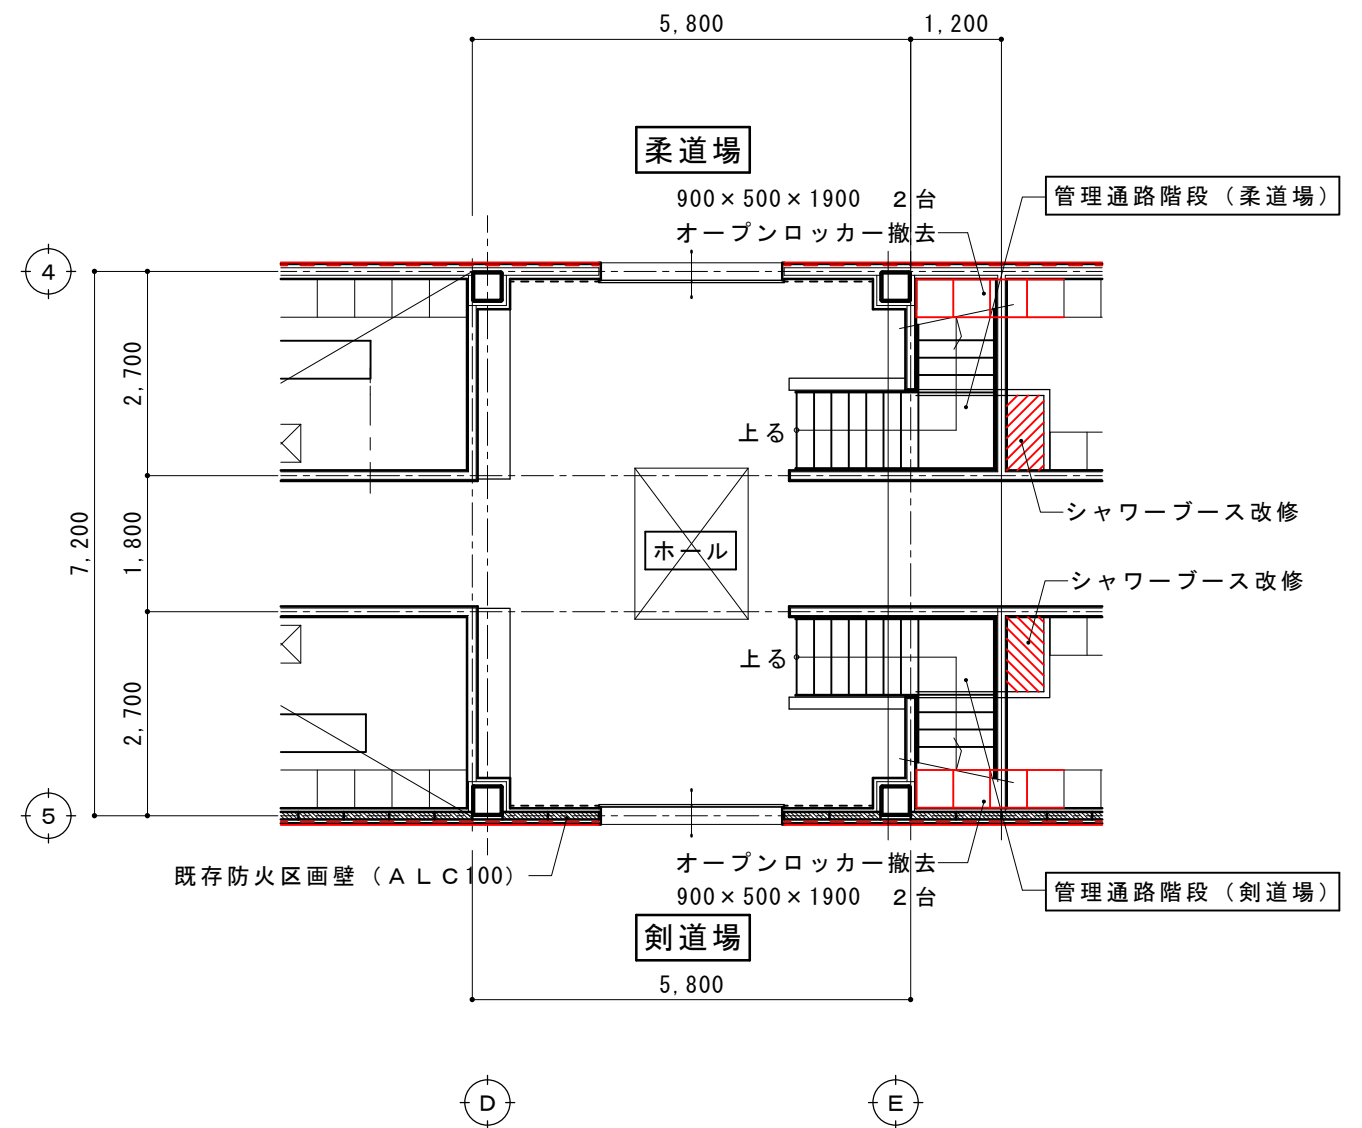 5,800
1,200
柔道場
900×500×1900　2台
オープンロッカー撤去
管理通路階段（柔道場）
4
2,700
上る
シャワーブース改修
7,200
1,800
ホール
シャワーブース改修
上る
2,700
5
既存防火区画壁（ＡＬＣ100）
オープンロッカー撤去
900×500×1900　2台
管理通路階段（剣道場）
剣道場
5,800
D
E